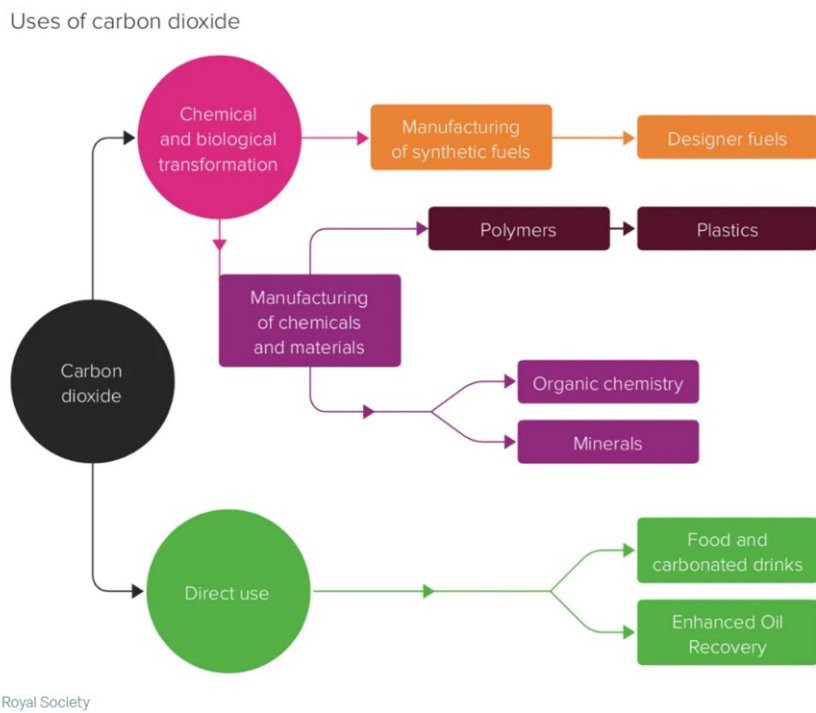 Uses of carbon dioxide
Chemical
and biological
transformation
Manufacturing
of synthetic fuels
Designer fuels
Polymers
Plastics
Manufacturing
of chemicals
and materials
Carbon
dioxide
Organic chemistry
Minerals
Direct use
Food and
carbonated drinks
Enhanced Oil
Recovery
Royal Society